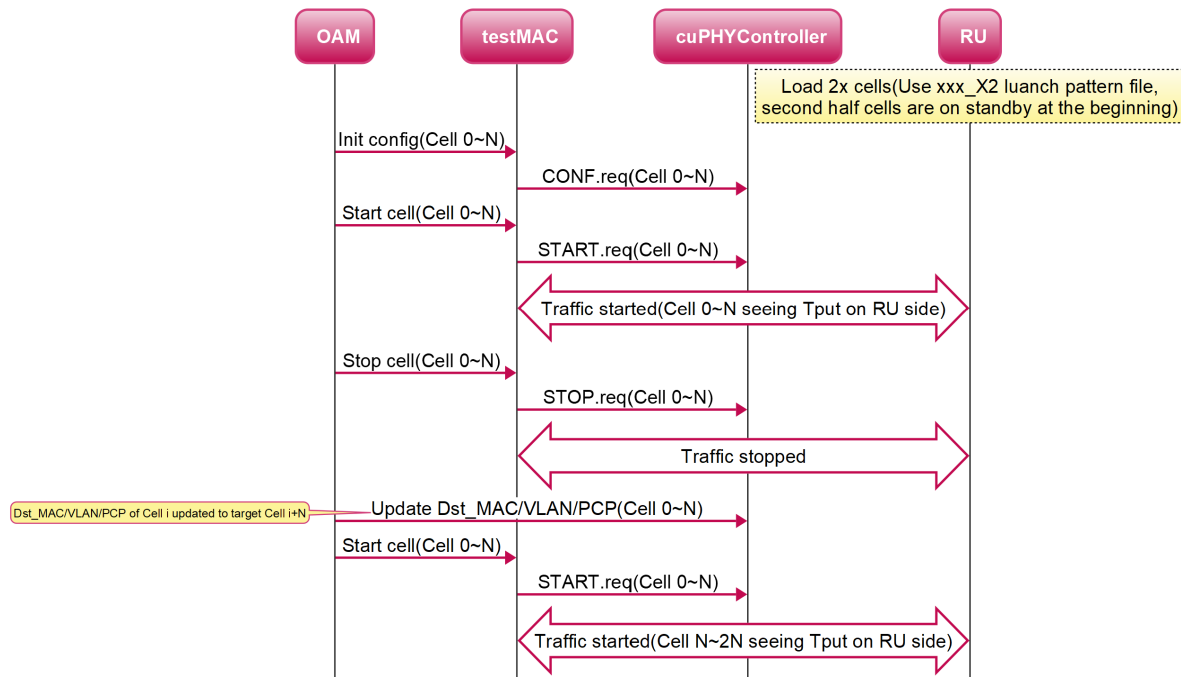 OAM
testMAC
cuPHYController
RU
Load 2x cells(Use xxx_X2 luanch pattern file,
second half cells are on standby at the beginning)
Init config(Cell 0~N)
CONF.req(Cell 0~N)
Start cell(Cell 0~N)
START.req(Cell 0~N)
Traffic started(Cell 0~N seeing Tput on RU side)
Stop cell(Cell 0~N)
STOP.req(Cell 0~N)
Traffic stopped
Dst_MAC/VLAN/PCP of Cell i updated to target Cell i+N
Update Dst_MAC/VLAN/PCP(Cell 0~N)
Start cell(Cell 0~N)
START.req(Cell 0~N)
Traffic started(Cell N~2N seeing Tput on RU side)